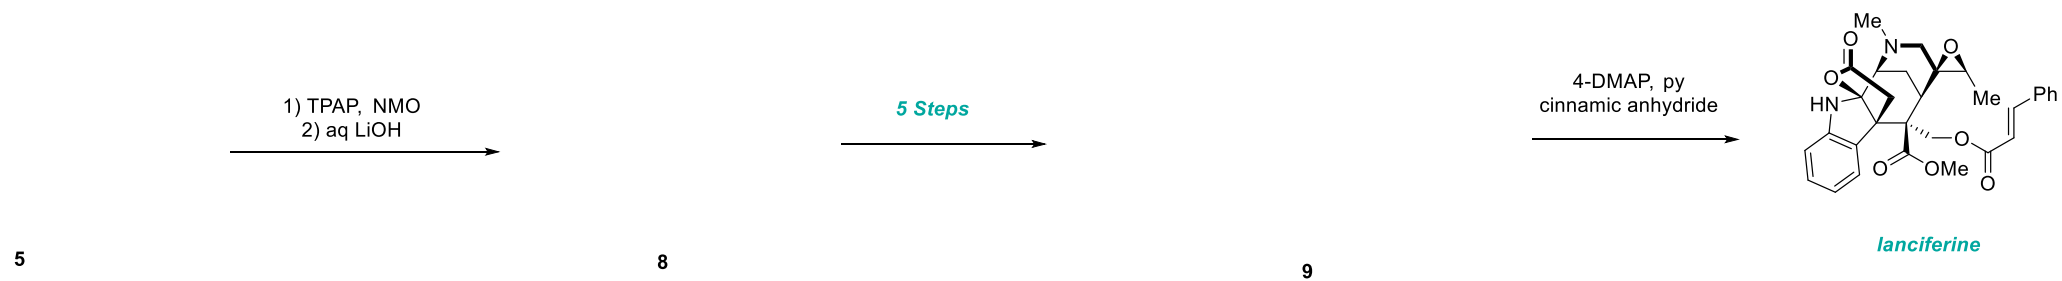 1) TPAP, NMO
2) aq LiOH
5
5 Steps
8
4-DMAP, py
cinnamic anhydride
9
Me
O
N
O
O
HN
Me
Ph
O
O
OMe
O
lanciferine